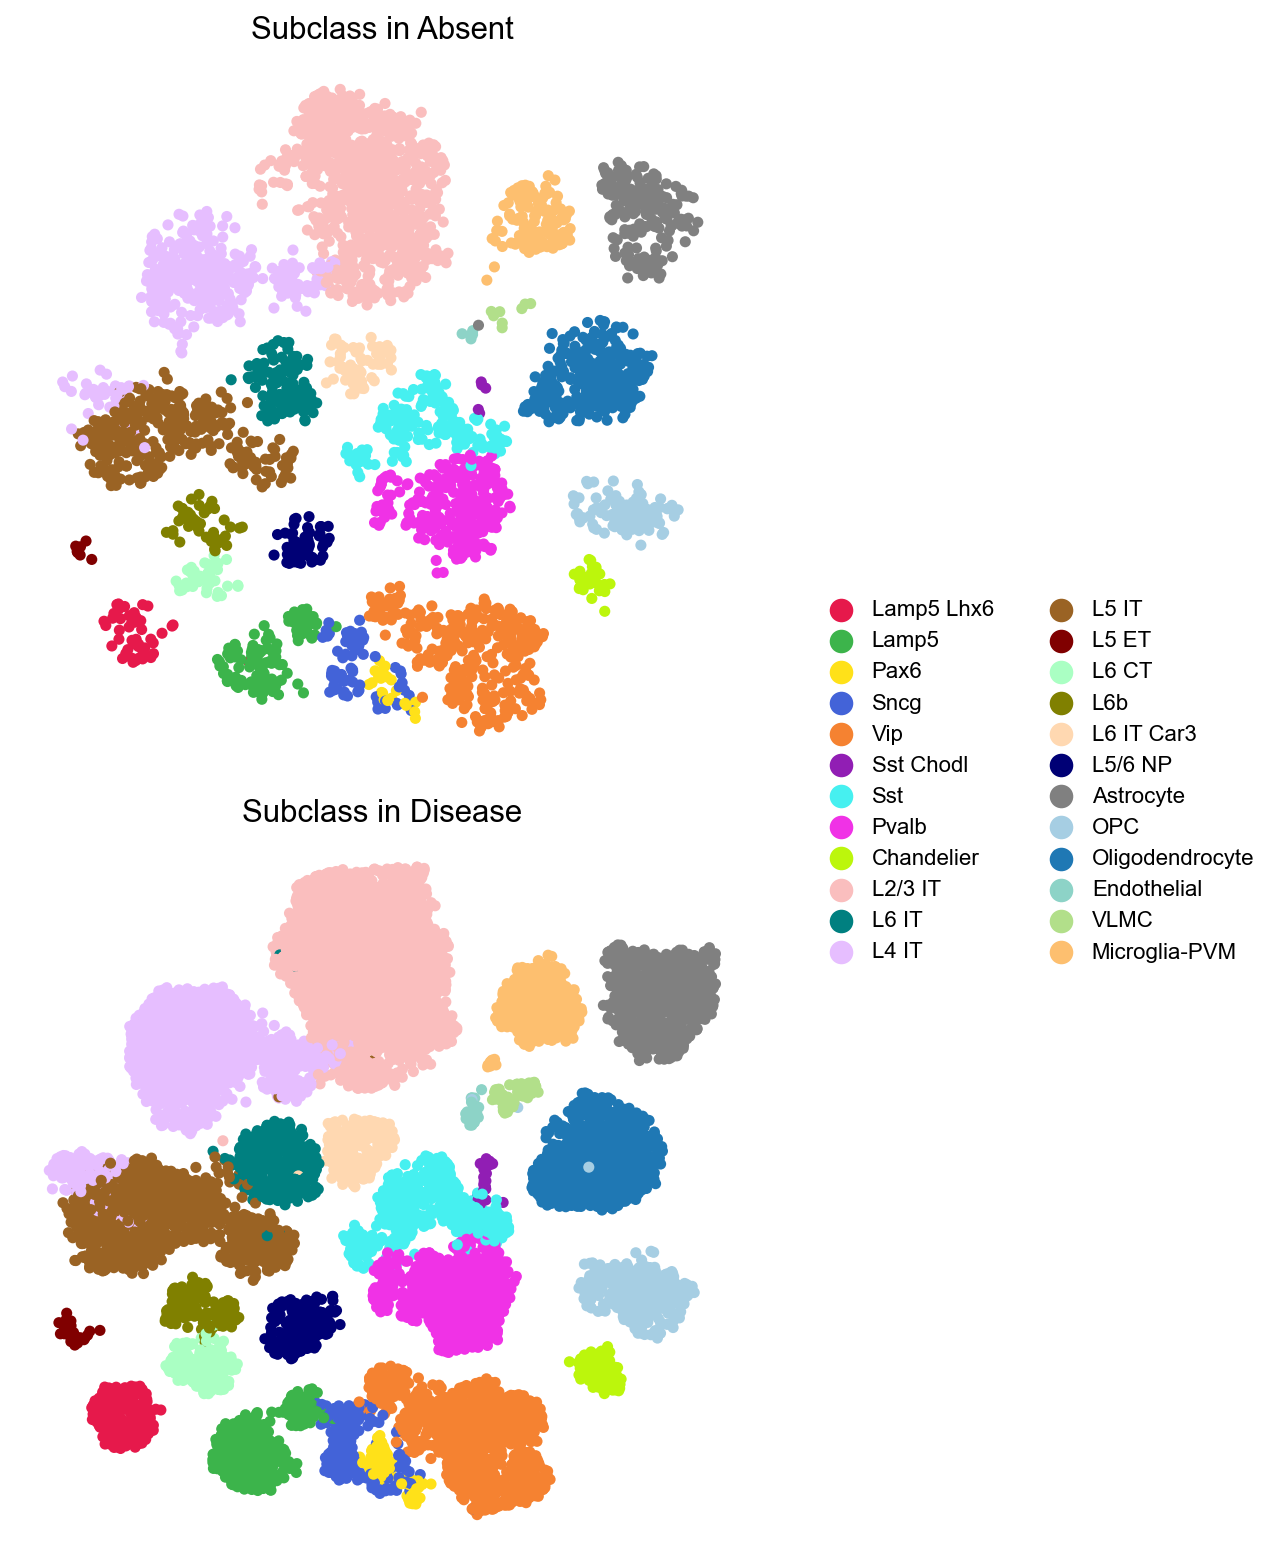 Subclass in Absent
Lamp5 Lhx6
Lamp5
Pax6
Sncg
Vip
Sst Chodl
Sst
Pvalb
Chandelier
L2/3 IT
L6 IT
L4 IT
L5 IT
L5 ET
L6 CT
L6b
L6 IT Car3
L5/6 NP
Astrocyte
OPC
Oligodendrocyte
Endothelial
VLMC
Microglia-PVM
Subclass in Disease